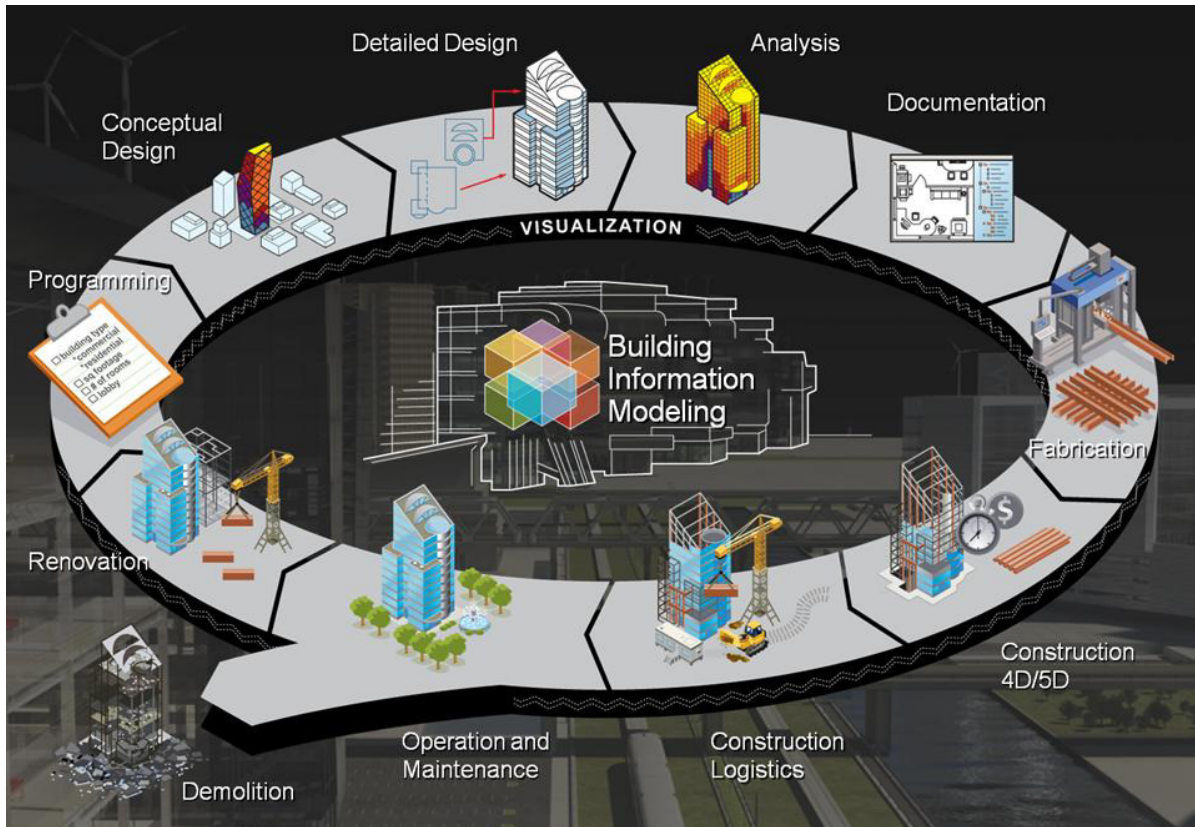 Detailed Design
Analysis
Documentation
Conceptual
Design
VISUALIZATION
Programming
building type
*commercial
*residential
sq footage
# of rooms
lobby
Building
Information
Modeling
Fabrication
$
Renovation
Construction
4D/5D
Operation and
Maintenance
Construction
Logistics
Demolition